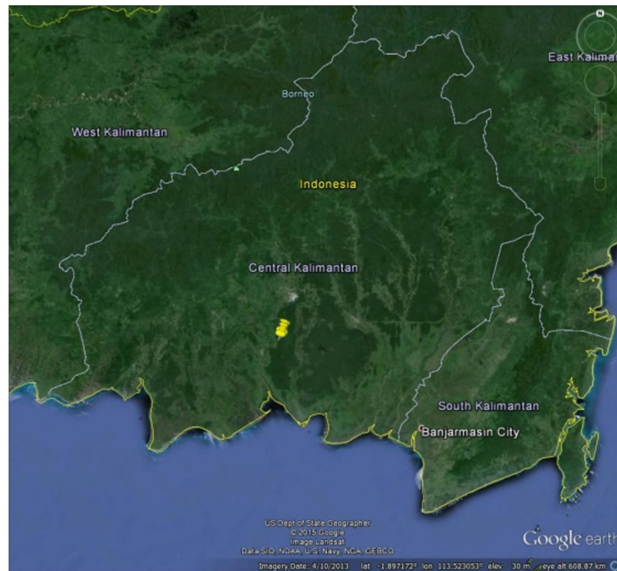 N
East Kalimar
Borneo
West Kalimantan
Indonesia
Central Kalimantan
South Kalimantan
Banjarmasin City
US Dept of State Geographer
© 2015 Google
Image Landsat
Data SIO, NOAA, U.S. Navy, NGA, GEBCO
Google earth
Imagery Date: 4/10/2013 lat -1.897172° lon 113.523053° elev 30 m eye alt 608.87 km